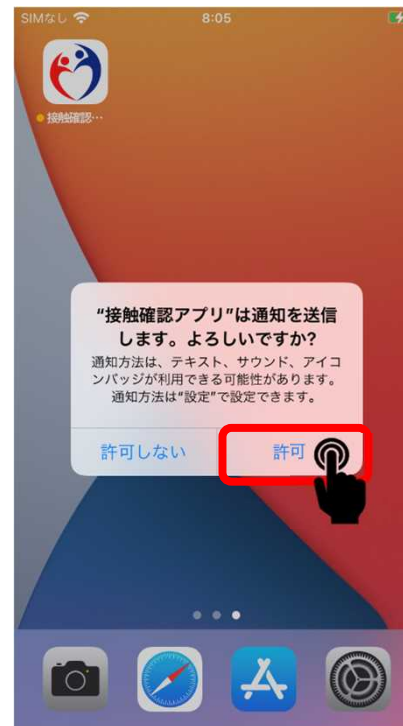 SIMなし 8:05
接触確認…
“接触確認アプリ”は通知を送信
します。よろしいですか?
通知方法は、テキスト、サウンド、アイコ
ンバッジが利用できる可能性があります。
通知方法は“設定”で設定できます。
許可しない 許可